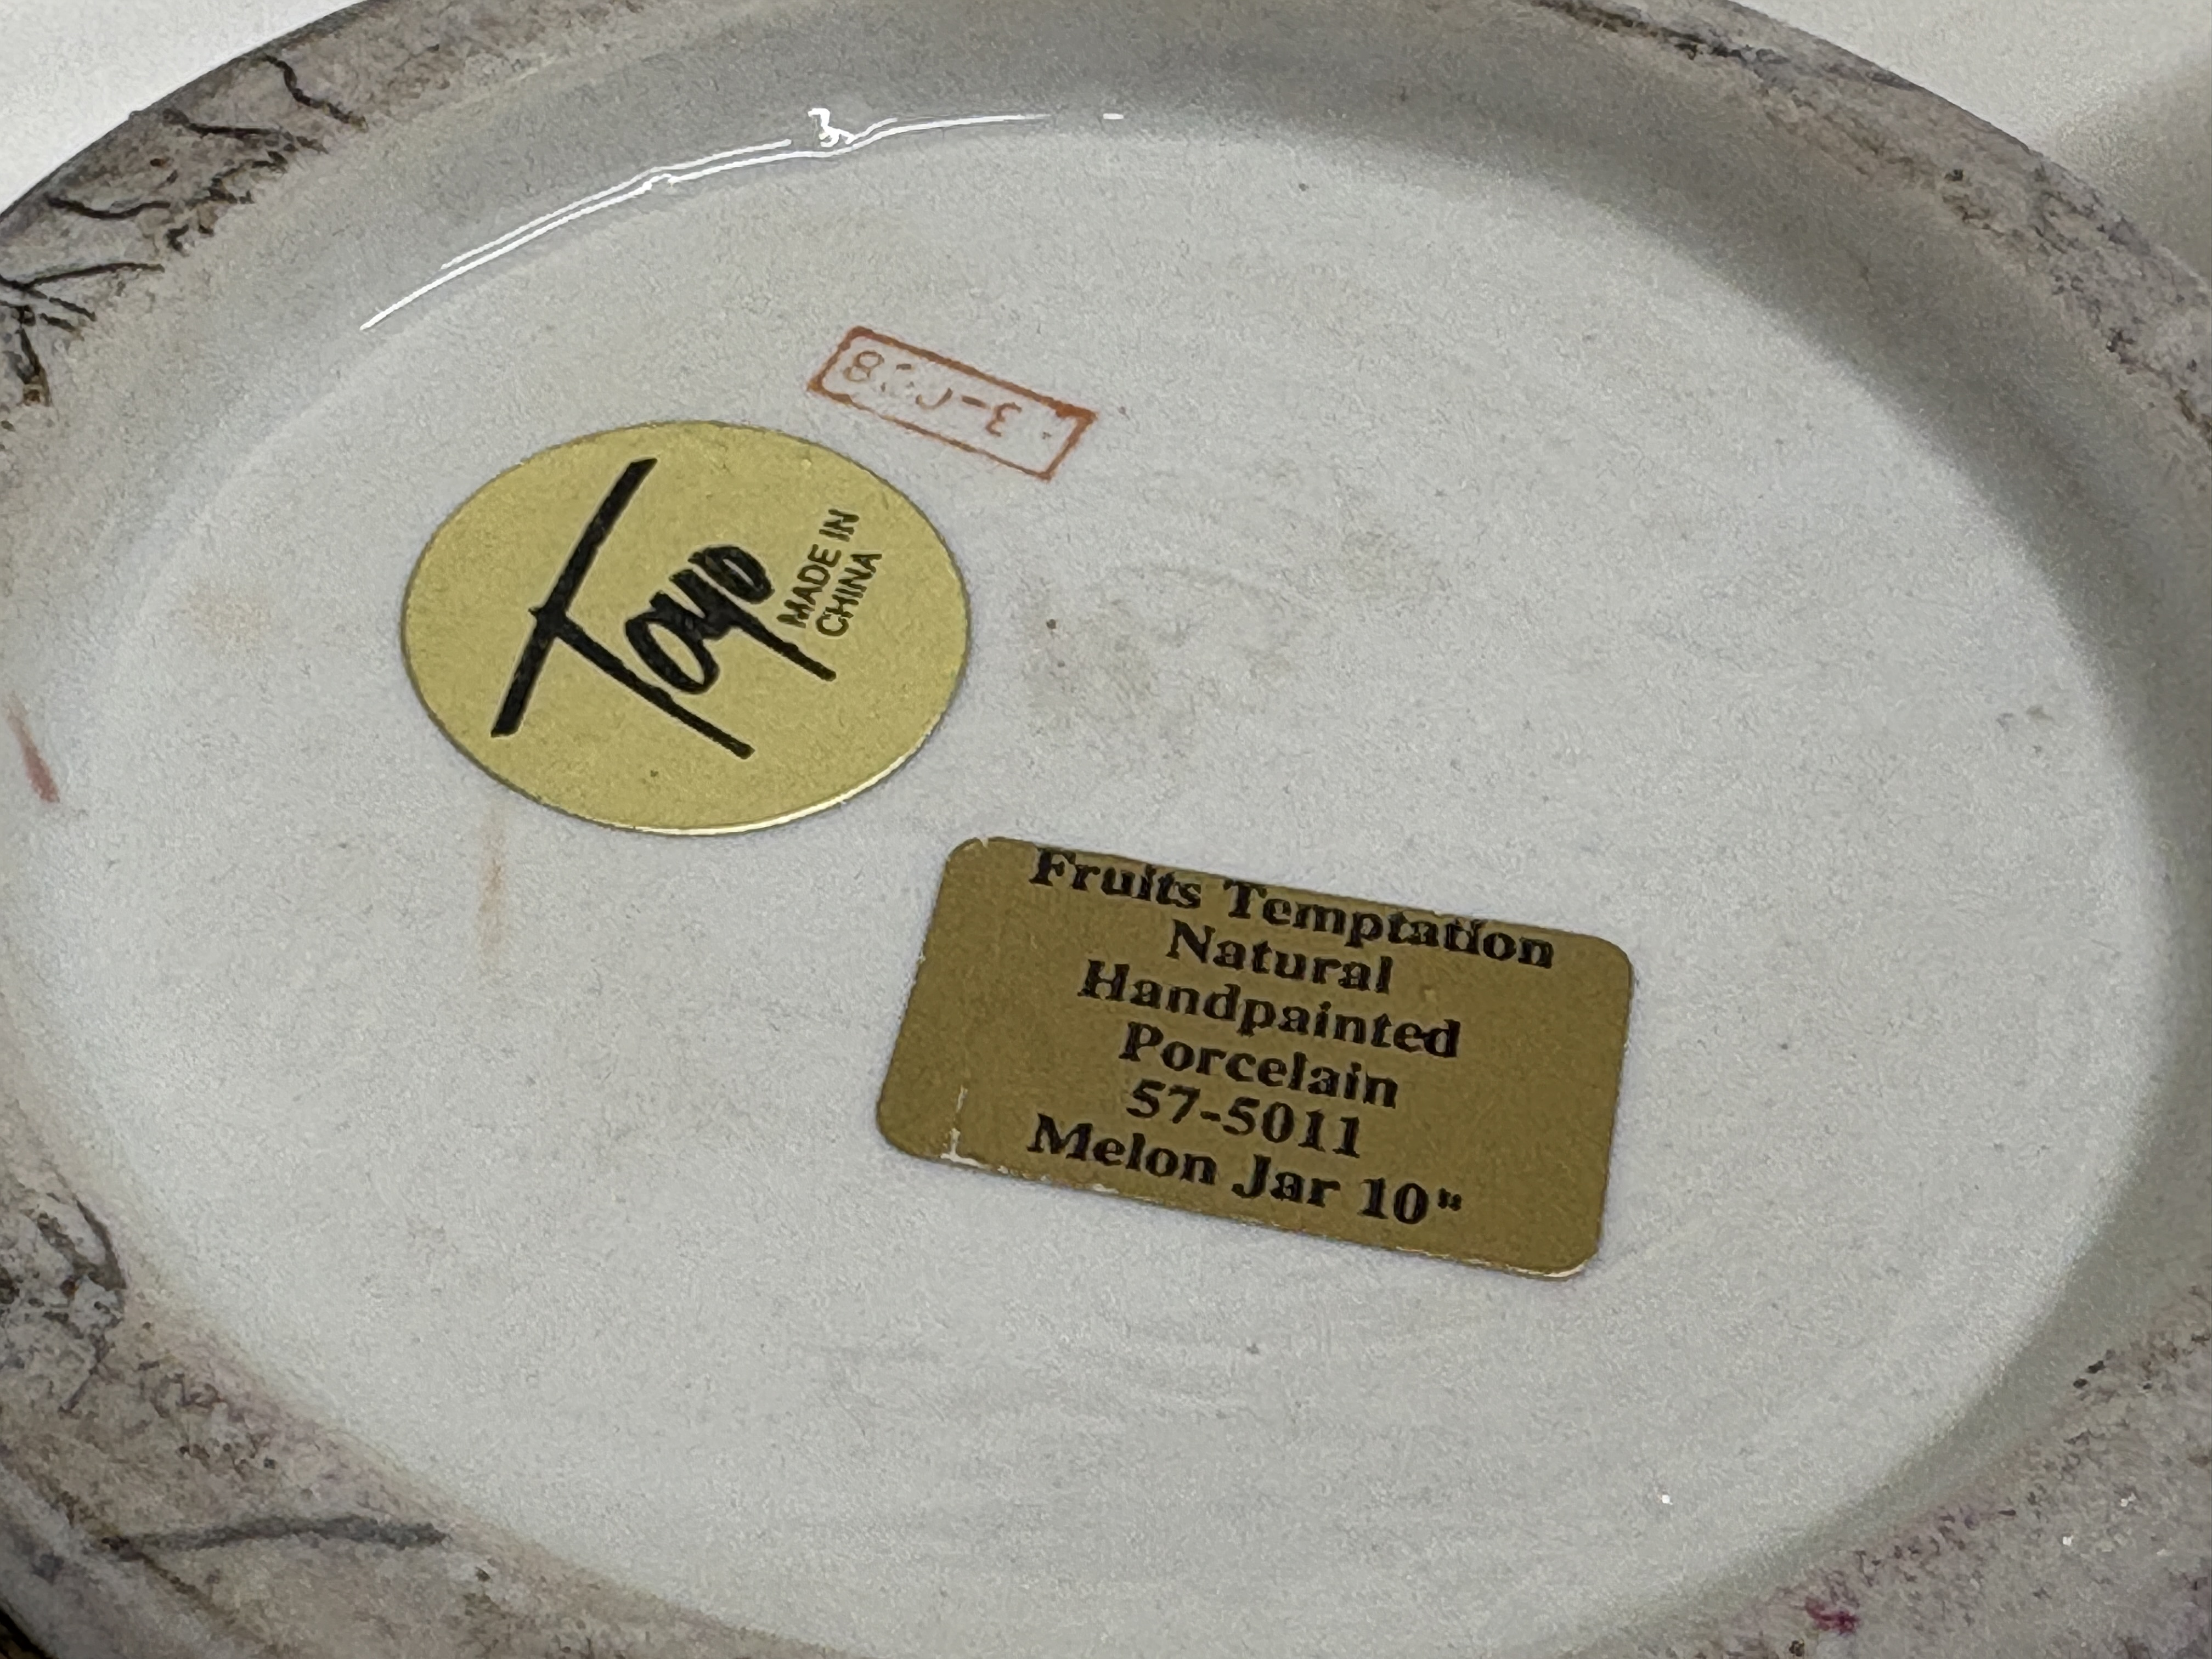 Toyo
MADE IN
CHINA
Fruits Temptation
Natural
Handpainted
Porcelain
57-5011
Melon Jar 10"